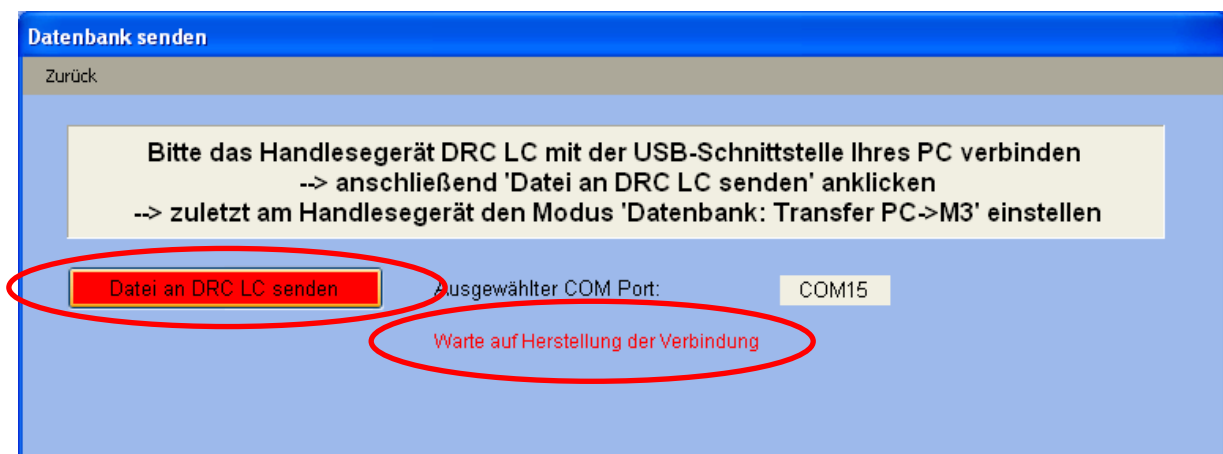 Datenbank senden
Zurück
Bitte das Handlesegerät DRC LC mit der USB-Schnittstelle Ihres PC verbinden
--> anschließend 'Datei an DRC LC senden' anklicken
--> zuletzt am Handlesegerät den Modus 'Datenbank: Transfer PC->M3' einstellen
Datei an DRC LC senden Ausgewählter COM Port: COM15
Warte auf Herstellung der Verbindung